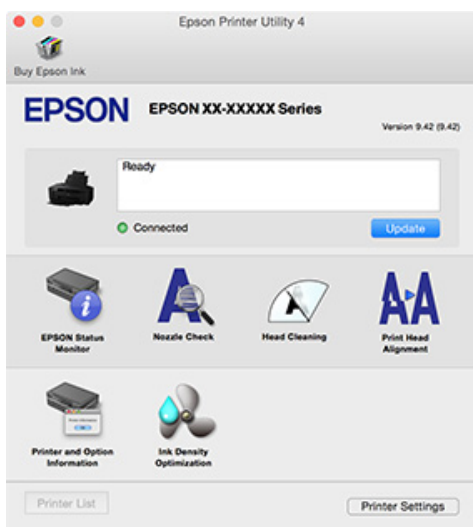 Epson Printer Utility 4
Buy Epson Ink
EPSON
EPSON XX-XXXXX Series
Version 9.42 (9.42)
Ready
Connected
Update
EPSON Status
Monitor
Nozzle Check
Head Cleaning
Print Head
Alignment
Printer and Option
Information
Ink Density
Optimization
Printer List
Printer Settings